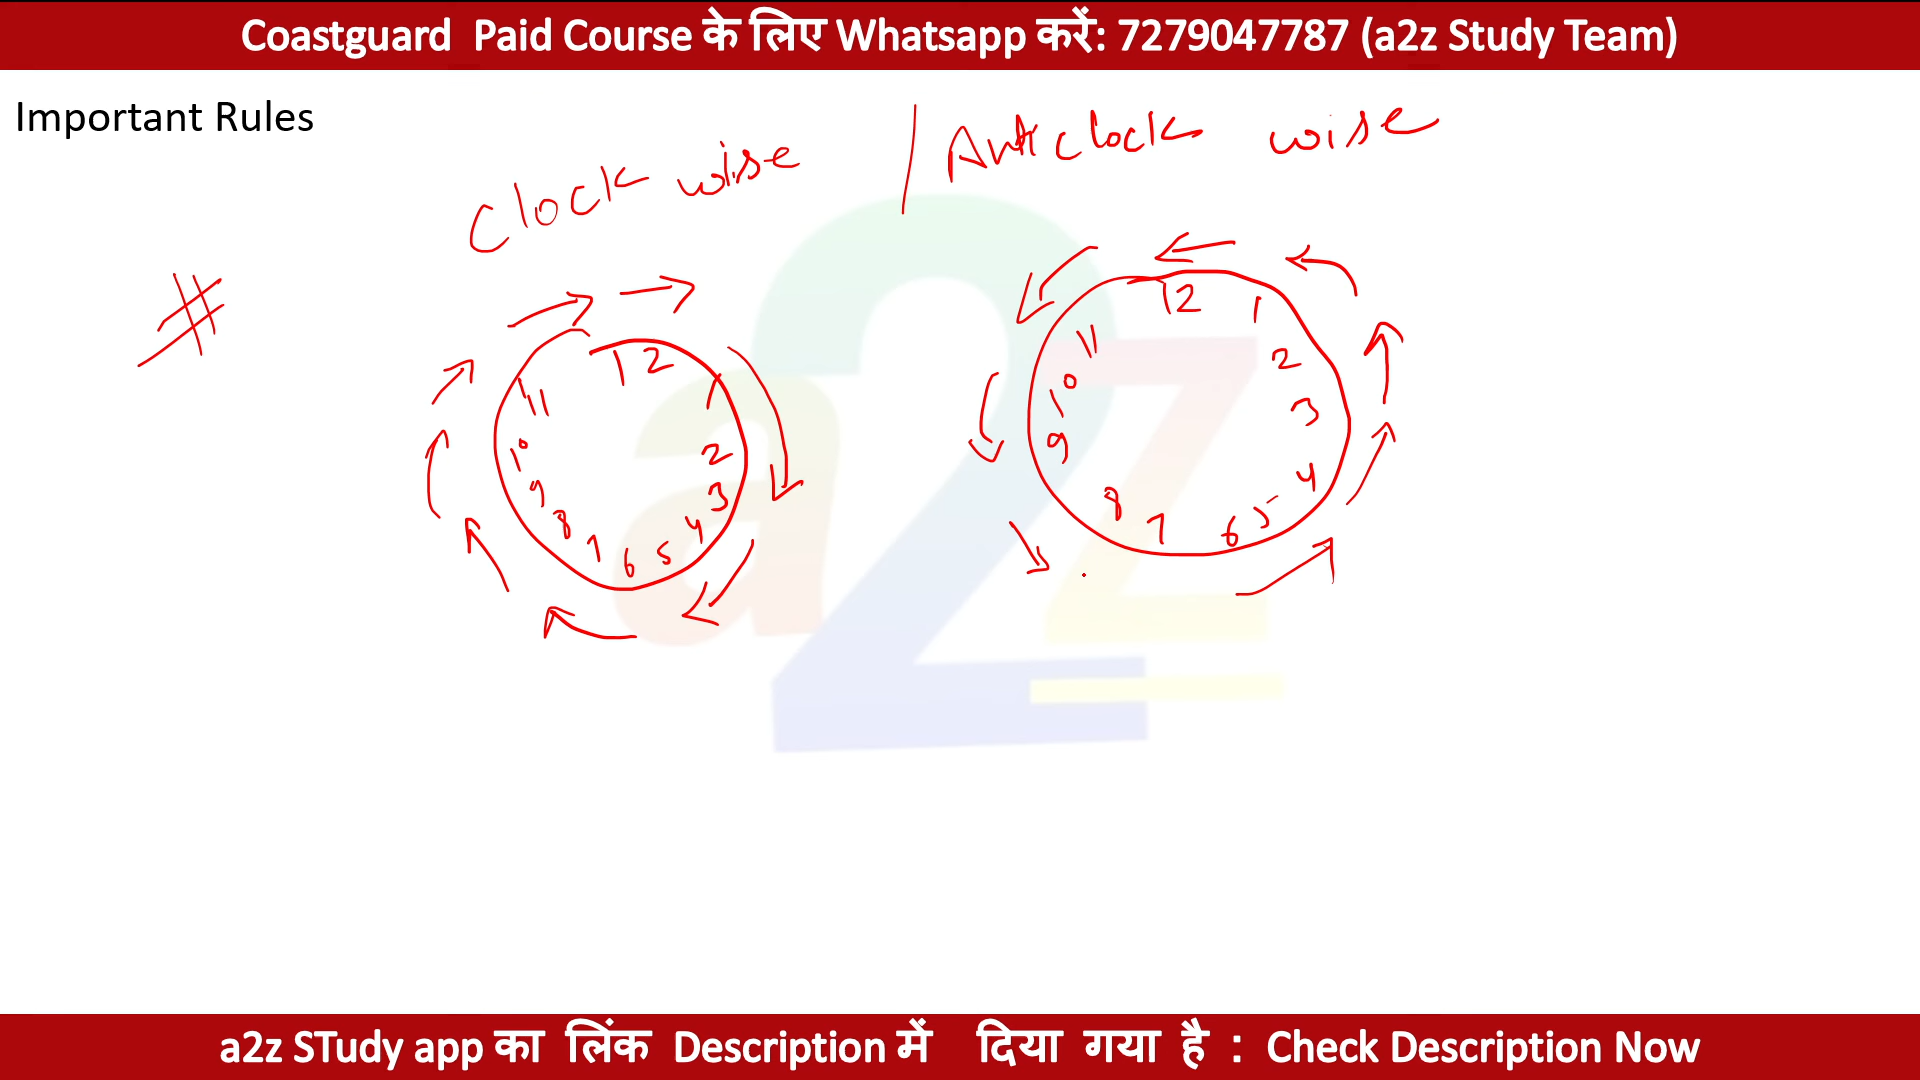 Coastguard Paid Course के लिए Whatsapp करें: 7279047787 (a2z Study Team)
Important Rules
Clock wise / Anticlock wise
#
12 1 2 3 4 5 6 7 8 9 10 11
12 1 2 3 4 5 6 7 8 9 10 11
a2z
a2z STudy app का लिंक Description में दिया गया है : Check Description Now